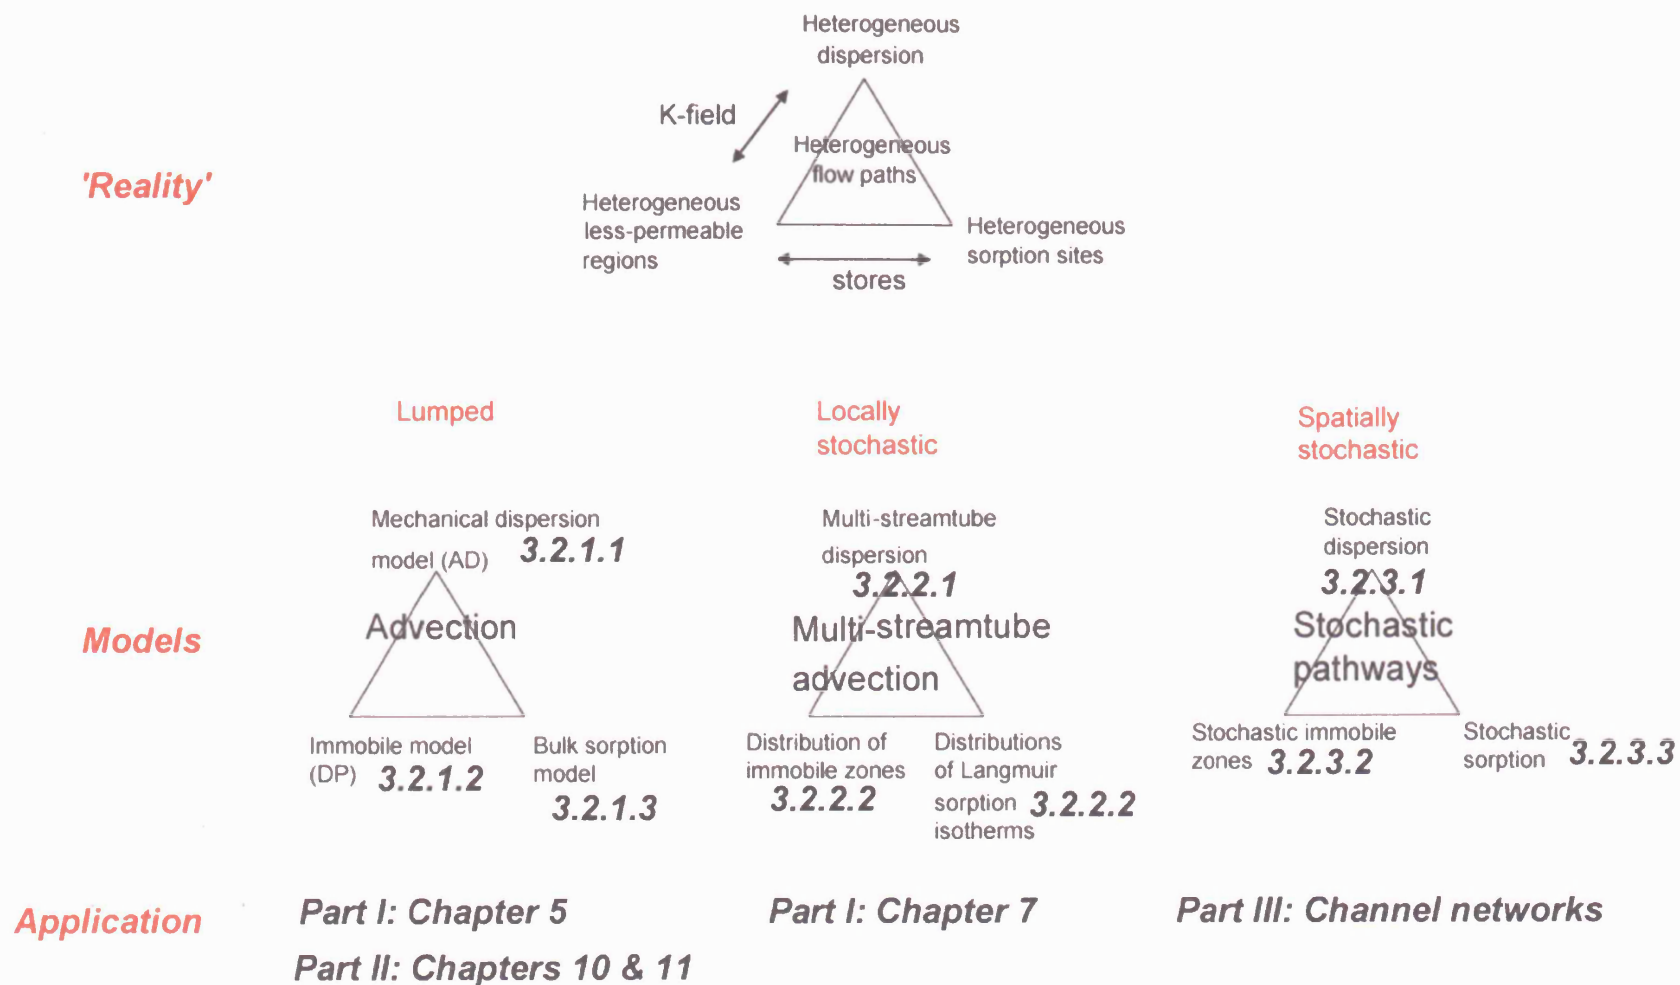 Heterogeneous
dispersion
K-field
Heterogeneous
flow paths
'Reality'
Heterogeneous
less-permeable
regions
Heterogeneous
sorption sites
stores
Lumped
Locally
stochastic
Spatially
stochastic
Mechanical dispersion
model (AD) 3.2.1.1
Multi-streamtube
dispersion
3.2.2.1
Stochastic
dispersion
3.2.3.1
Models
Advection
Multi-streamtube
advection
Stochastic
pathways
Immobile model
(DP) 3.2.1.2
Bulk sorption
model
3.2.1.3
Distribution of
immobile zones
3.2.2.2
Distributions
of Langmuir
sorption 3.2.2.2
isotherms
Stochastic immobile
zones 3.2.3.2
Stochastic
sorption 3.2.3.3
Application
Part I: Chapter 5
Part II: Chapters 10 & 11
Part I: Chapter 7
Part III: Channel networks